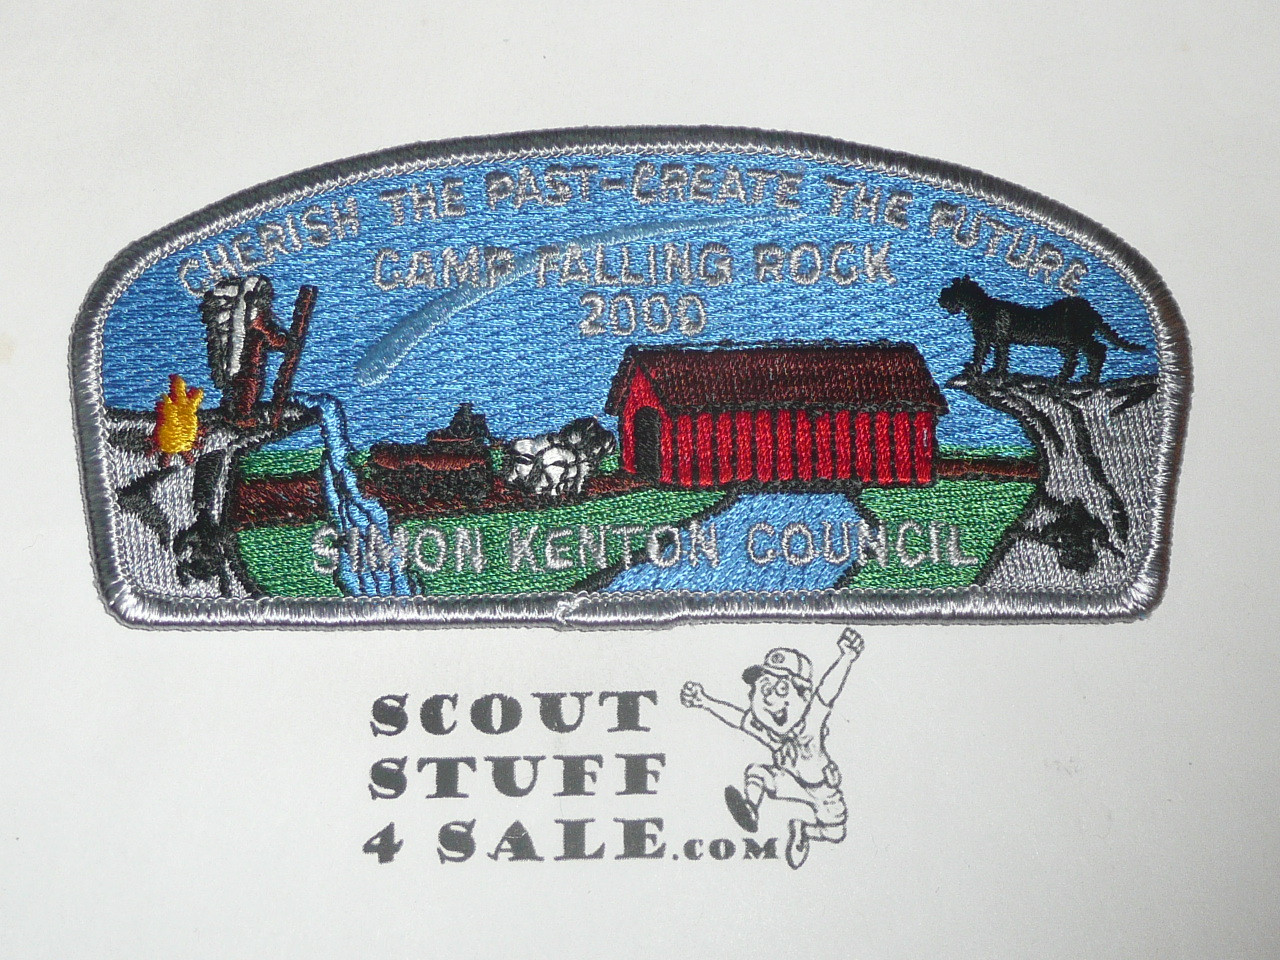 CHERISH THE PAST-CREATE THE FUTURE
CAMP FALLING ROCK
2000
SIMON KENTON COUNCIL
SCOUT
STUFF
4 SALE.COM